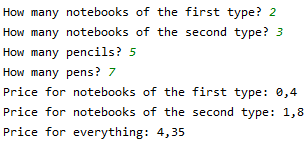 How many notebooks of the first type? 2
How many notebooks of the second type? 3
How many pencils? 5
How many pens? 7
Price for notebooks of the first type: 0,4
Price for notebooks of the second type: 1,8
Price for everything: 4,35